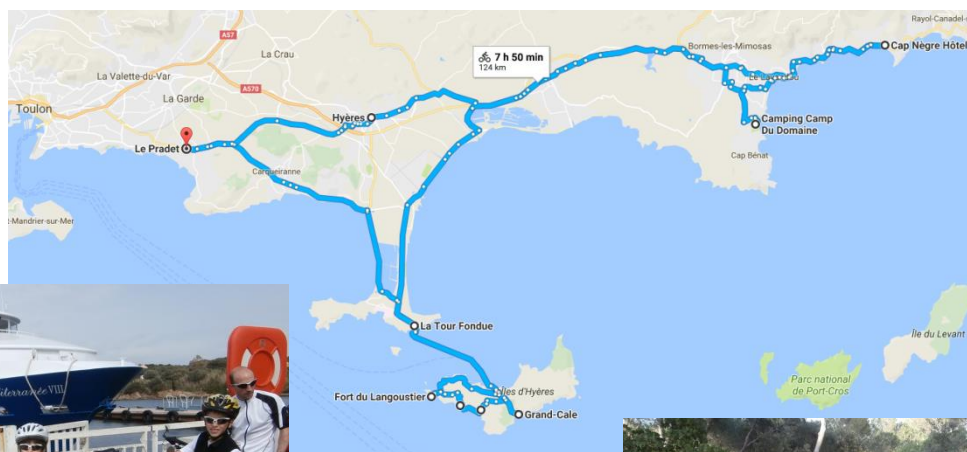 Rayol-Canadel-s
A57
La Crau
Bormes-les-Mimosas
Cap Nègre Hôtel
7 h 50 min
124 km
La Valette-du-Var
A570
La Garde
Toulon
Hyères
Camping Camp
Du Domaine
Le Pradet
Cap Bénat
Carqueiranne
Mandrier-sur-Mer
La Tour Fondue
Île du Levant
Parc national
de Port-Cros
Fort du Langoustier
Îles d'Hyères
Grand-Cale
VIII